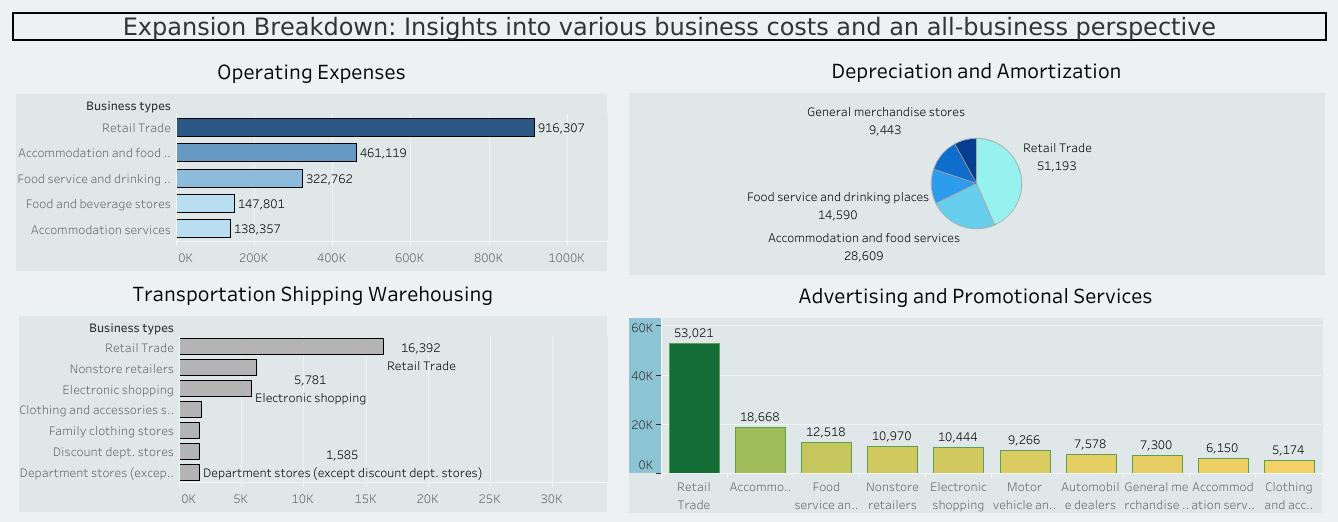 Expansion Breakdown: Insights into various business costs and an all-business perspective
Operating Expenses
Business types
Retail Trade
916,307
Accommodation and food ..
461,119
Food service and drinking ..
322,762
Food and beverage stores
147,801
Accommodation services
138,357
0K 200K 400K 600K 800K 1000K
Depreciation and Amortization
General merchandise stores
9,443
Retail Trade
51,193
Food service and drinking places
14,590
Accommodation and food services
28,609
Transportation Shipping Warehousing
Business types
Retail Trade
16,392
Retail Trade
Nonstore retailers
5,781
Electronic shopping
Electronic shopping
Clothing and accessories s..
Family clothing stores
Discount dept. stores
1,585
Department stores (excep..
Department stores (except discount dept. stores)
0K 5K 10K 15K 20K 25K 30K
Advertising and Promotional Services
60K
40K
20K
0K
53,021
18,668
12,518
10,970
10,444
9,266
7,578
7,300
6,150
5,174
Retail
Trade
Accommo..
Food
service an..
Nonstore
retailers
Electronic
shopping
Motor
vehicle an..
Automobil
e dealers
General me
rchandise ..
Accommod
ation serv..
Clothing
and acc..